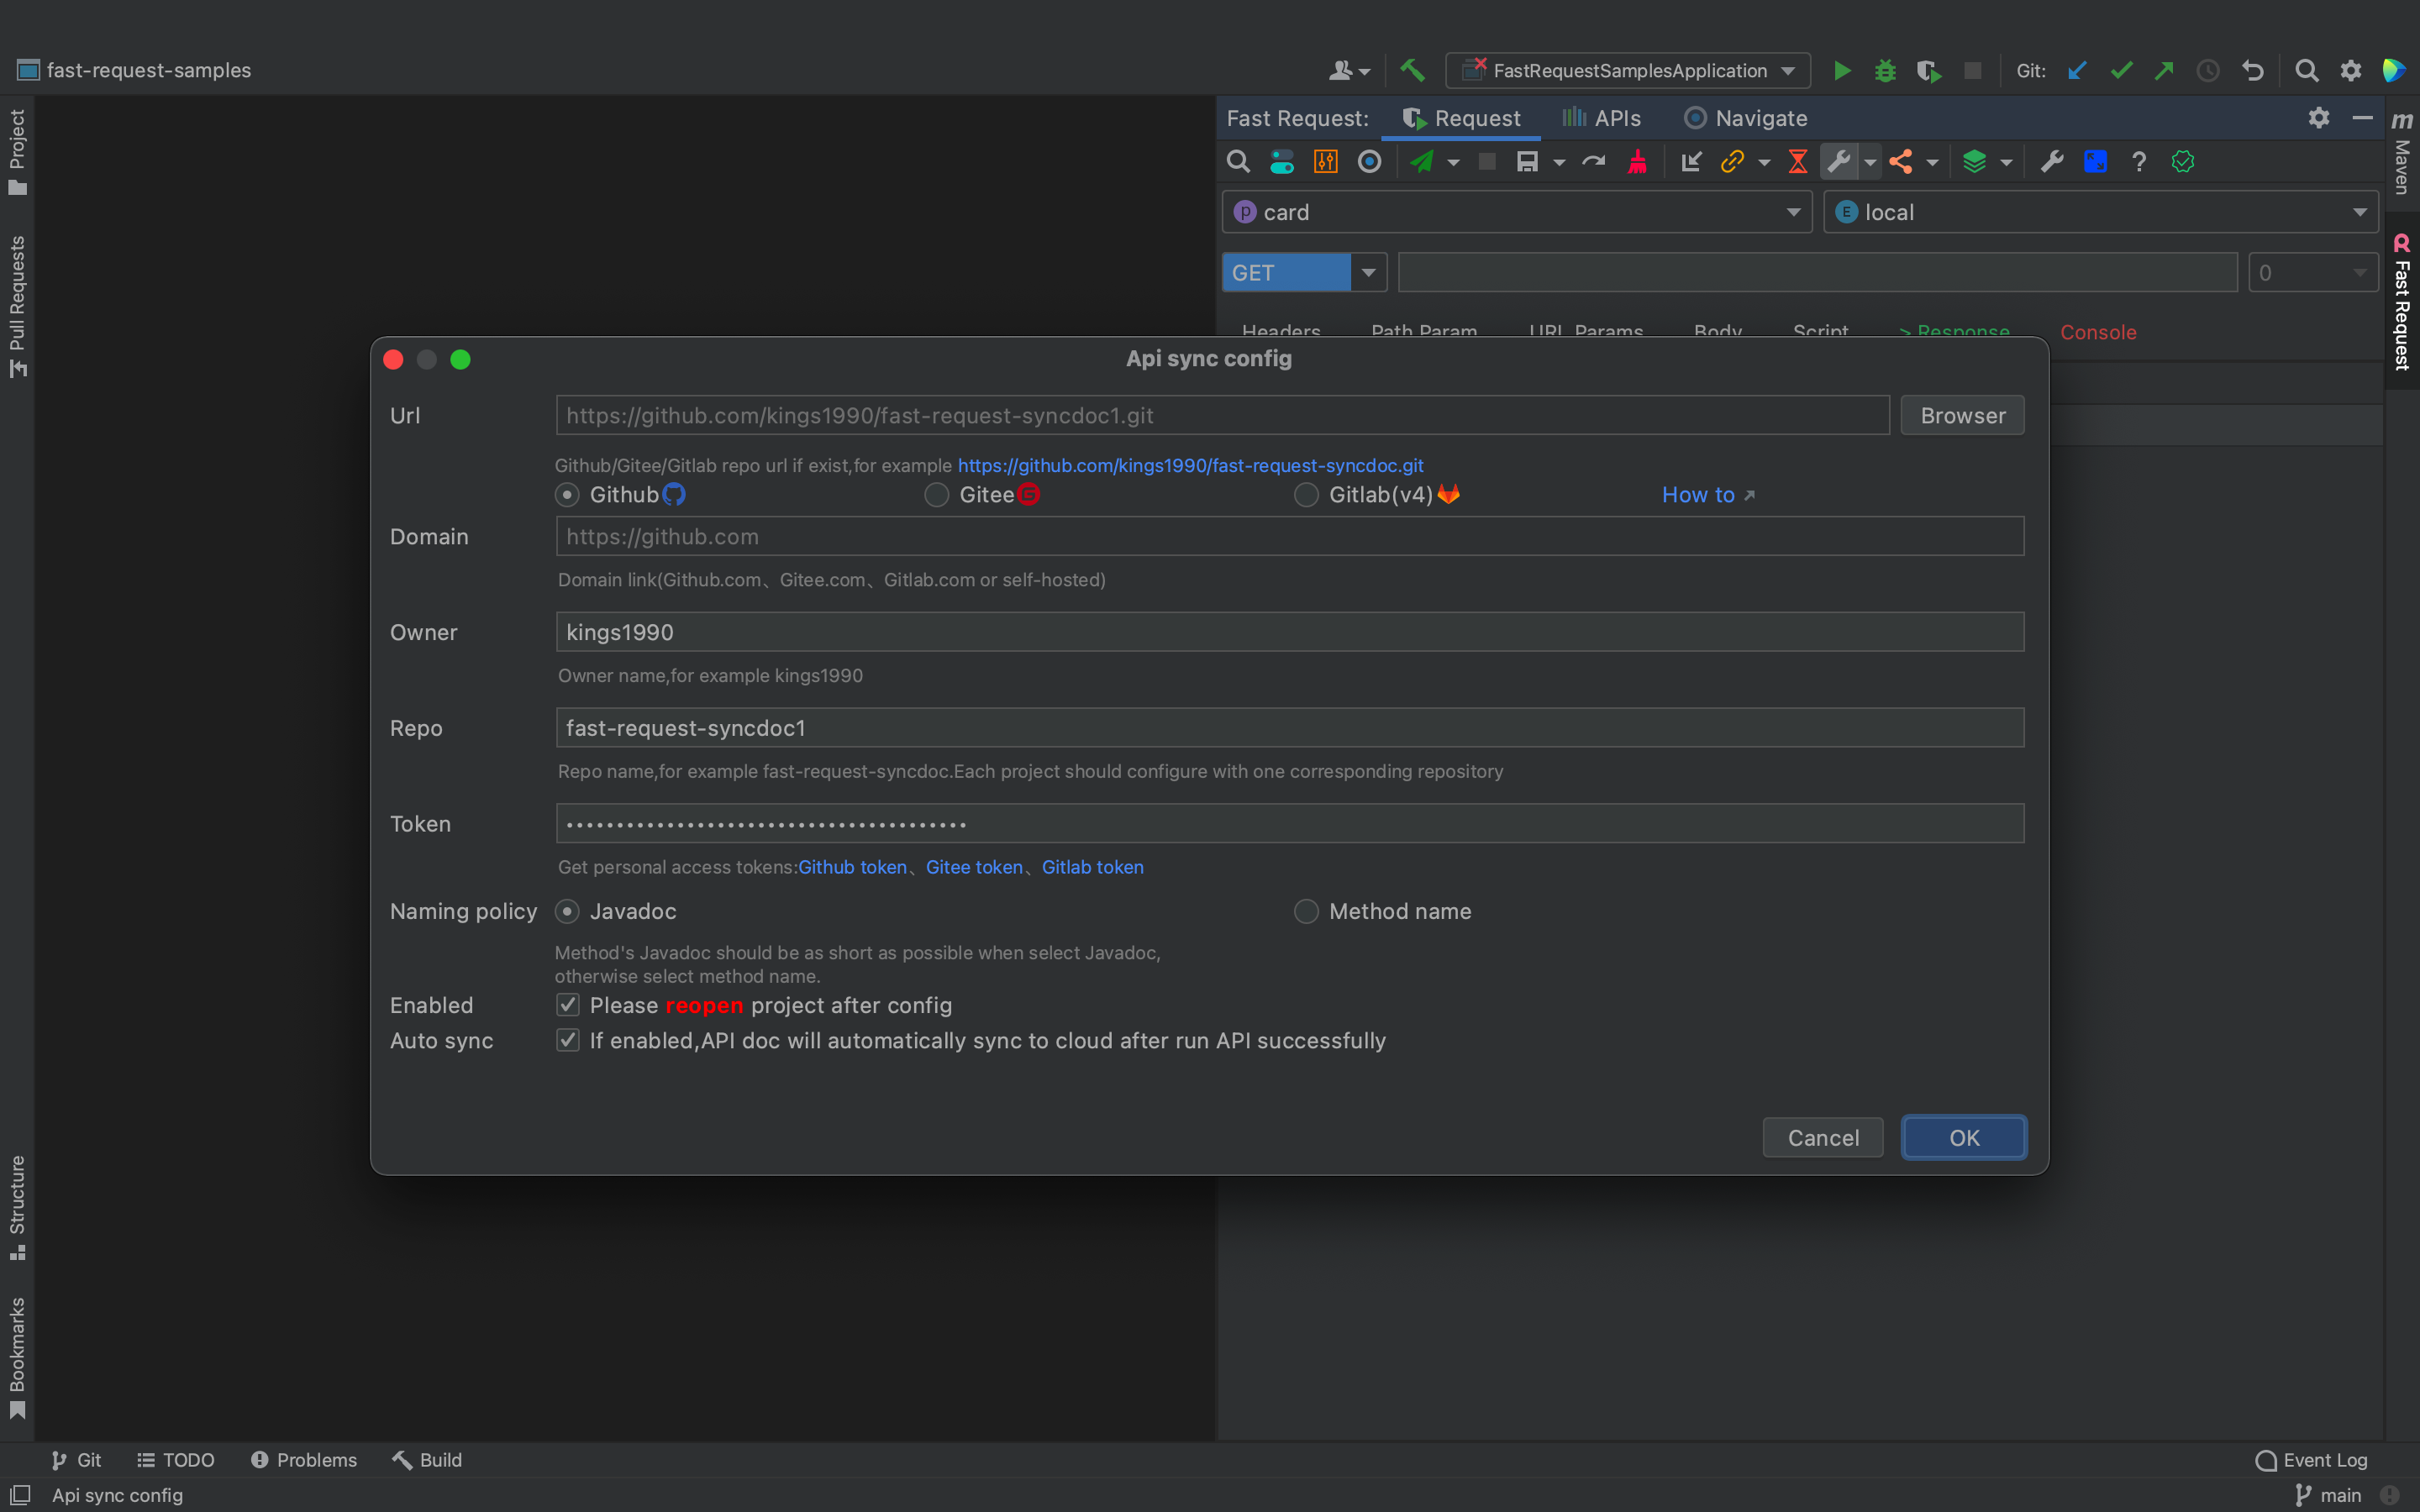 fast-request-samples
FastRequestSamplesApplication
Git:
Project
Pull Requests
Structure
Bookmarks
Fast Request: Request APIs Navigate
card
local
GET
0
Headers Path Param URL Params Body Script > Response Console
m Maven
Fast Request
Api sync config
Url https://github.com/kings1990/fast-request-syncdoc1.git Browser
Github/Gitee/Gitlab repo url if exist,for example https://github.com/kings1990/fast-request-syncdoc.git
Github Gitee Gitlab(v4) How to
Domain https://github.com
Domain link(Github.com、Gitee.com、Gitlab.com or self-hosted)
Owner kings1990
Owner name,for example kings1990
Repo fast-request-syncdoc1
Repo name,for example fast-request-syncdoc.Each project should configure with one corresponding repository
Token ••••••••••••••••••••••••••••••••••••••••
Get personal access tokens:Github token、Gitee token、Gitlab token
Naming policy Javadoc Method name
Method's Javadoc should be as short as possible when select Javadoc,
otherwise select method name.
Enabled Please reopen project after config
Auto sync If enabled,API doc will automatically sync to cloud after run API successfully
Cancel OK
Git TODO Problems Build Event Log
Api sync config main